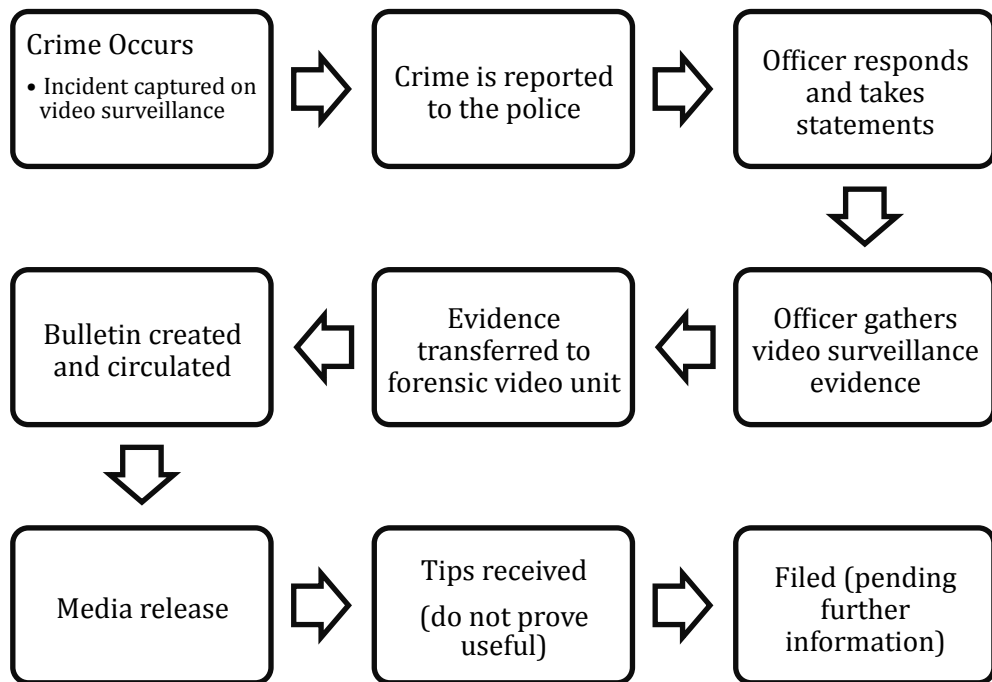 Crime Occurs
• Incident captured on
video surveillance
Crime is reported
to the police
Officer responds
and takes
statements
Officer gathers
video surveillance
evidence
Evidence
transferred to
forensic video unit
Bulletin created
and circulated
Media release
Tips received
(do not prove
useful)
Filed (pending
further
information)